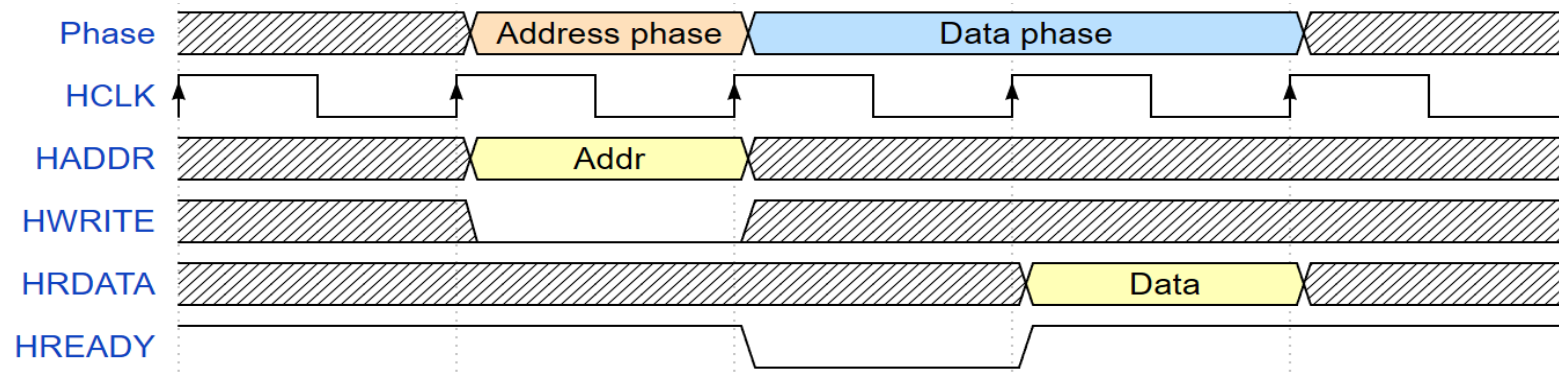 Phase Address phase Data phase
HCLK
HADDR Addr
HWRITE
HRDATA Data
HREADY